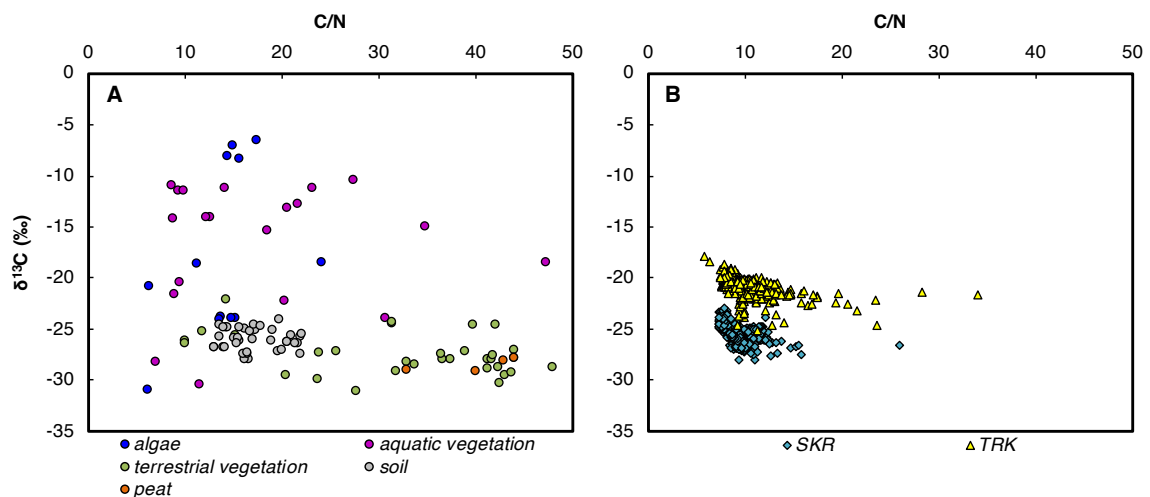 C/N
0 10 20 30 40 50
0
-5
-10
-15
-20
-25
-30
-35
δ¹³C (‰)
A
algae
aquatic vegetation
terrestrial vegetation
soil
peat
C/N
0 10 20 30 40 50
0
-5
-10
-15
-20
-25
-30
-35
B
SKR
TRK